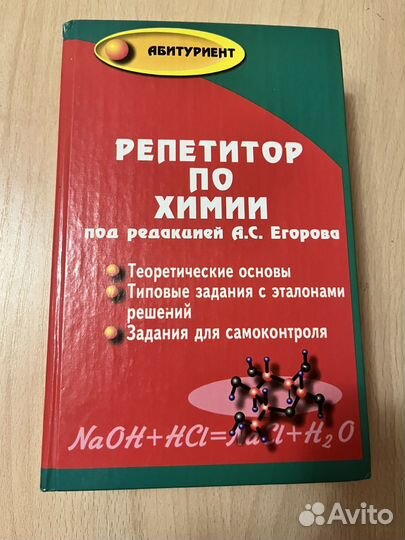 АБИТУРИЕНТ
РЕПЕТИТОР
ПО
ХИМИИ
под редакцией А.С. Егорова
Теоретические основы
Типовые задания с эталонами
решений
Задания для самоконтроля
NaOH+HCl=NaCl+H₂O
Avito